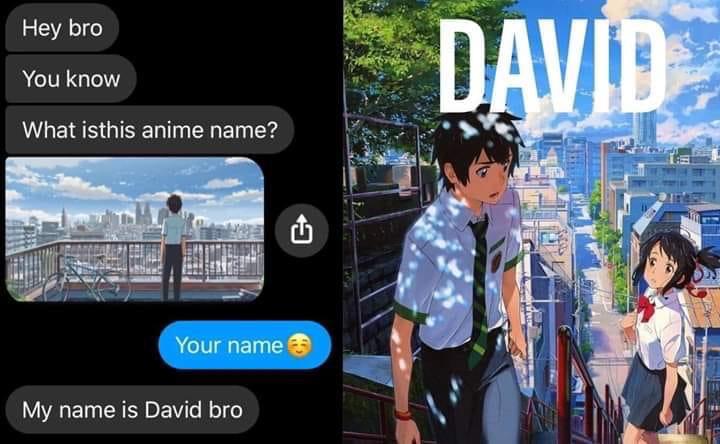 Hey bro
You know
What isthis anime name?
Your name☺️
My name is David bro
DAVID